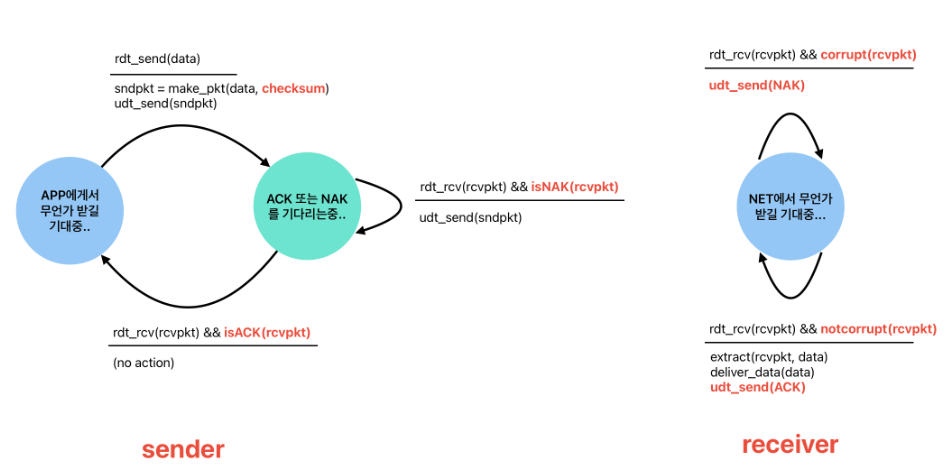 rdt_send(data)
sndpkt = make_pkt(data, checksum)
udt_send(sndpkt)
APP에게서
무언가 받길
기대중..
ACK 또는 NAK
를 기다리는중..
rdt_rcv(rcvpkt) && isNAK(rcvpkt)
udt_send(sndpkt)
rdt_rcv(rcvpkt) && isACK(rcvpkt)
(no action)
sender
rdt_rcv(rcvpkt) && corrupt(rcvpkt)
udt_send(NAK)
NET에서 무언가
받길 기대중...
rdt_rcv(rcvpkt) && notcorrupt(rcvpkt)
extract(rcvpkt, data)
deliver_data(data)
udt_send(ACK)
receiver